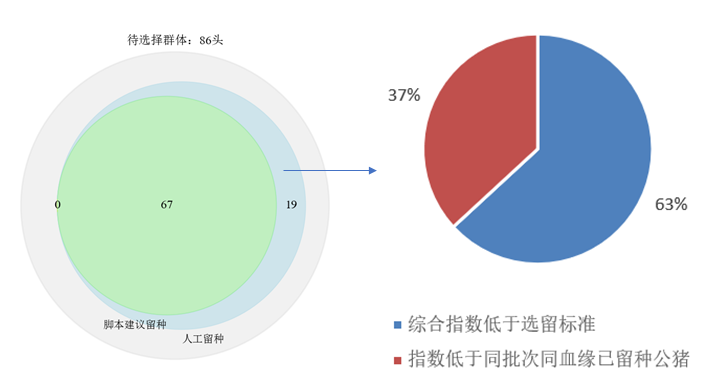 待选择群体：86头
0
67
19
脚本建议留种
人工留种
37%
63%
综合指数低于选留标准
指数低于同批次同血缘已留种公猪